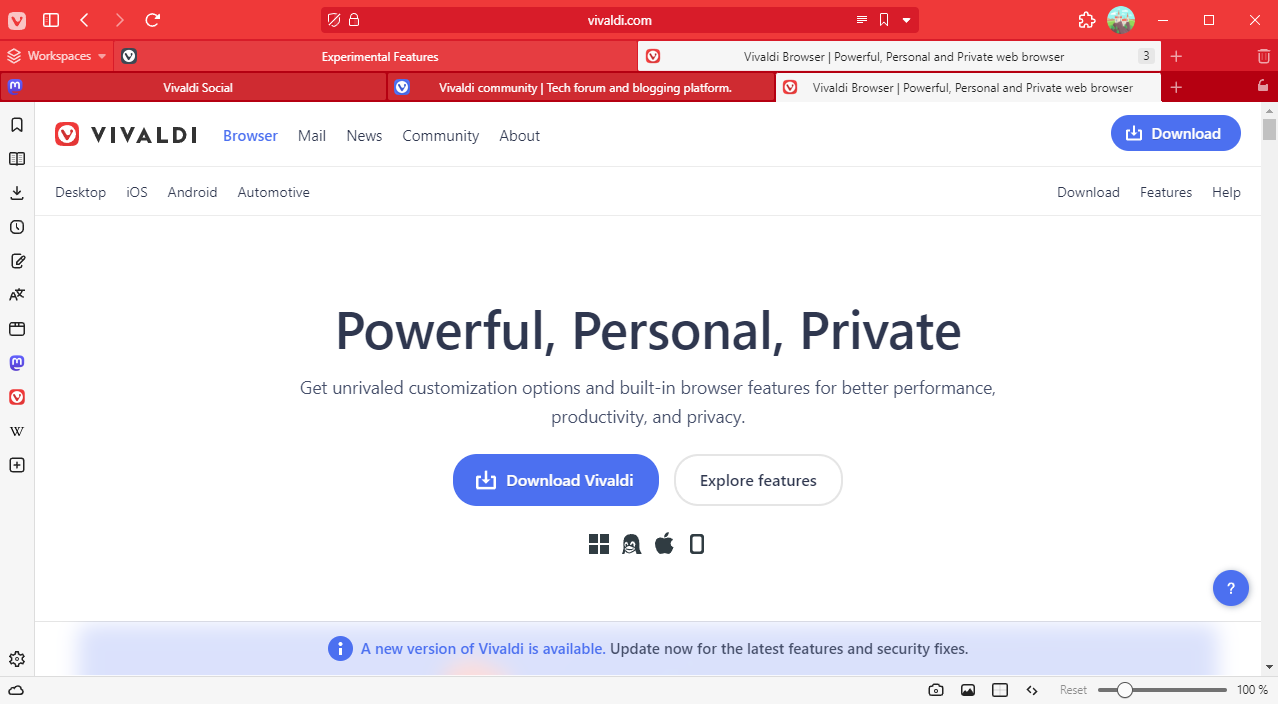 vivaldi.com
Workspaces
Experimental Features
Vivaldi Browser | Powerful, Personal and Private web browser
3
Vivaldi Social
Vivaldi community | Tech forum and blogging platform.
Vivaldi Browser | Powerful, Personal and Private web browser
VIVALDI
Browser Mail News Community About
Download
Desktop iOS Android Automotive
Download Features Help
Powerful, Personal, Private
Get unrivaled customization options and built-in browser features for better performance,
productivity, and privacy.
Download Vivaldi
Explore features
?
A new version of Vivaldi is available. Update now for the latest features and security fixes.
Reset
100 %